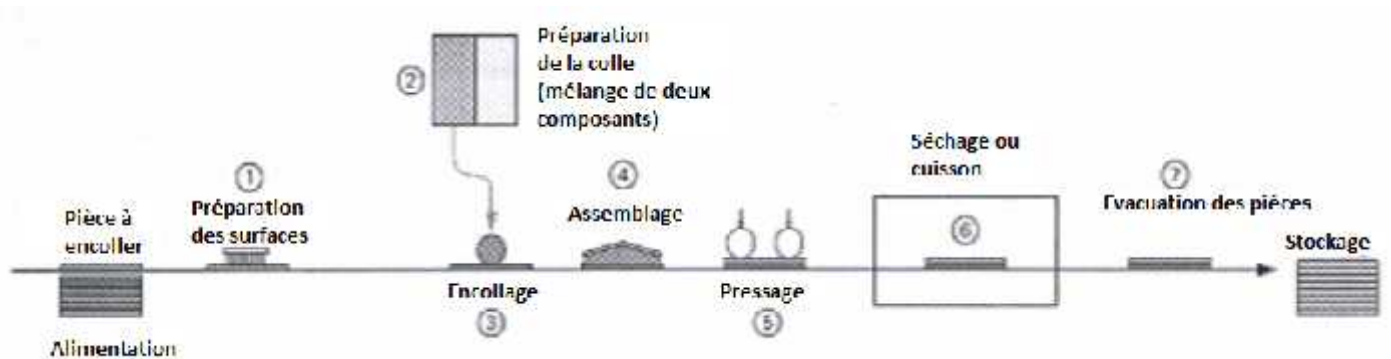 Pièce à
encoller
Alimentation
①
Préparation
des surfaces
②
Préparation
de la colle
(mélange de deux
composants)
Encollage
③
④
Assemblage
Pressage
⑤
Séchage ou
cuisson
⑥
⑦
Evacuation des pièces
Stockage